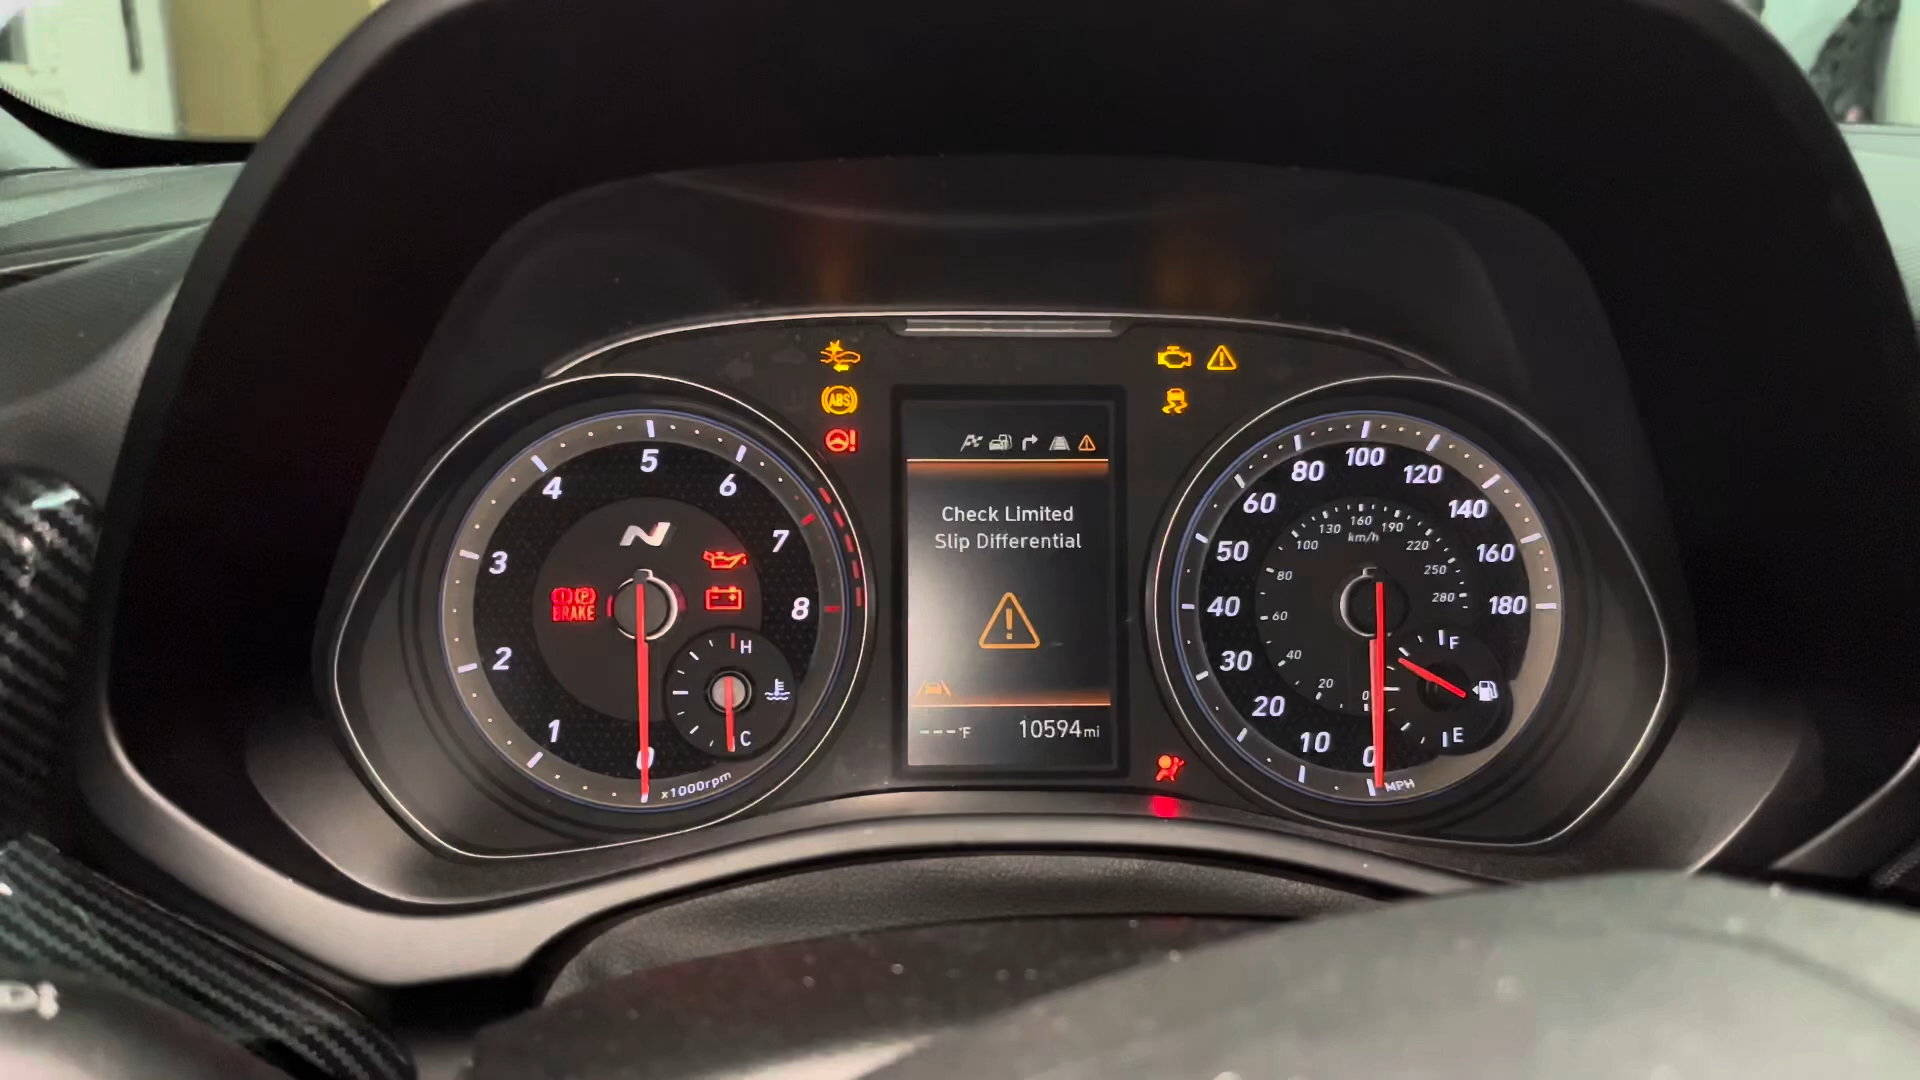 ABS
Check Limited
Slip Differential
---°F
10594mi
N
BRAKE
P
0
1
2
3
4
5
6
7
8
x1000rpm
H
C
0
10
20
30
40
50
60
80
100
120
140
160
180
MPH
0
20
40
60
80
100
130
160
190
220
250
280
km/h
F
E